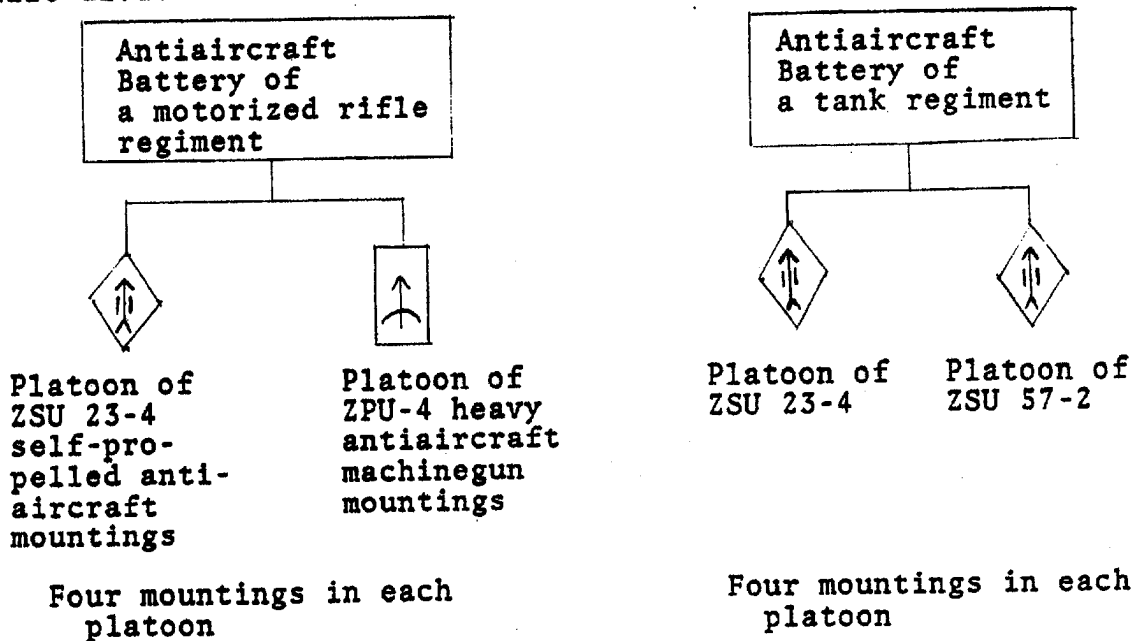 Antiaircraft
Battery of
a motorized rifle
regiment
Antiaircraft
Battery of
a tank regiment
Platoon of
ZSU 23-4
self-pro-
pelled anti-
aircraft
mountings
Platoon of
ZPU-4 heavy
antiaircraft
machinegun
mountings
Platoon of
ZSU 23-4
Platoon of
ZSU 57-2
Four mountings in each
platoon
Four mountings in each
platoon